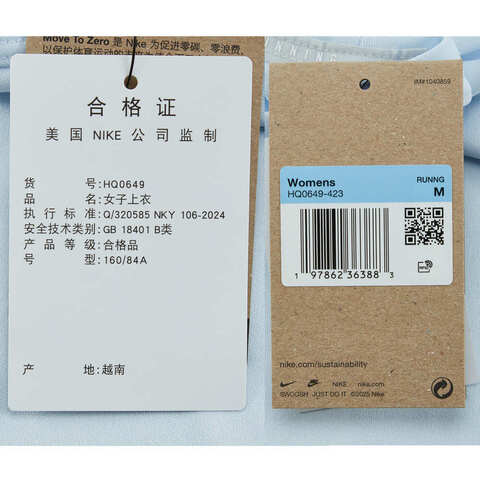 Move To Zero 是 Nike 为促进零碳、零浪费,
合格证
美国 NIKE 公司监制
货 号:HQ0649
品 名:女子上衣
执行标准:Q/320585 NKY 106-2024
安全技术类别:GB 18401 B类
产品等级:合格品
号 型:160/84A
产 地:越南
RUNNING
IM#1040859
Womens
HQ0649-423
RUNNG
M
1 97862 36388 3
RFID
nike.com/sustainability
NIKE nike.com
SWOOSH JUST DO IT ©2025 Nike